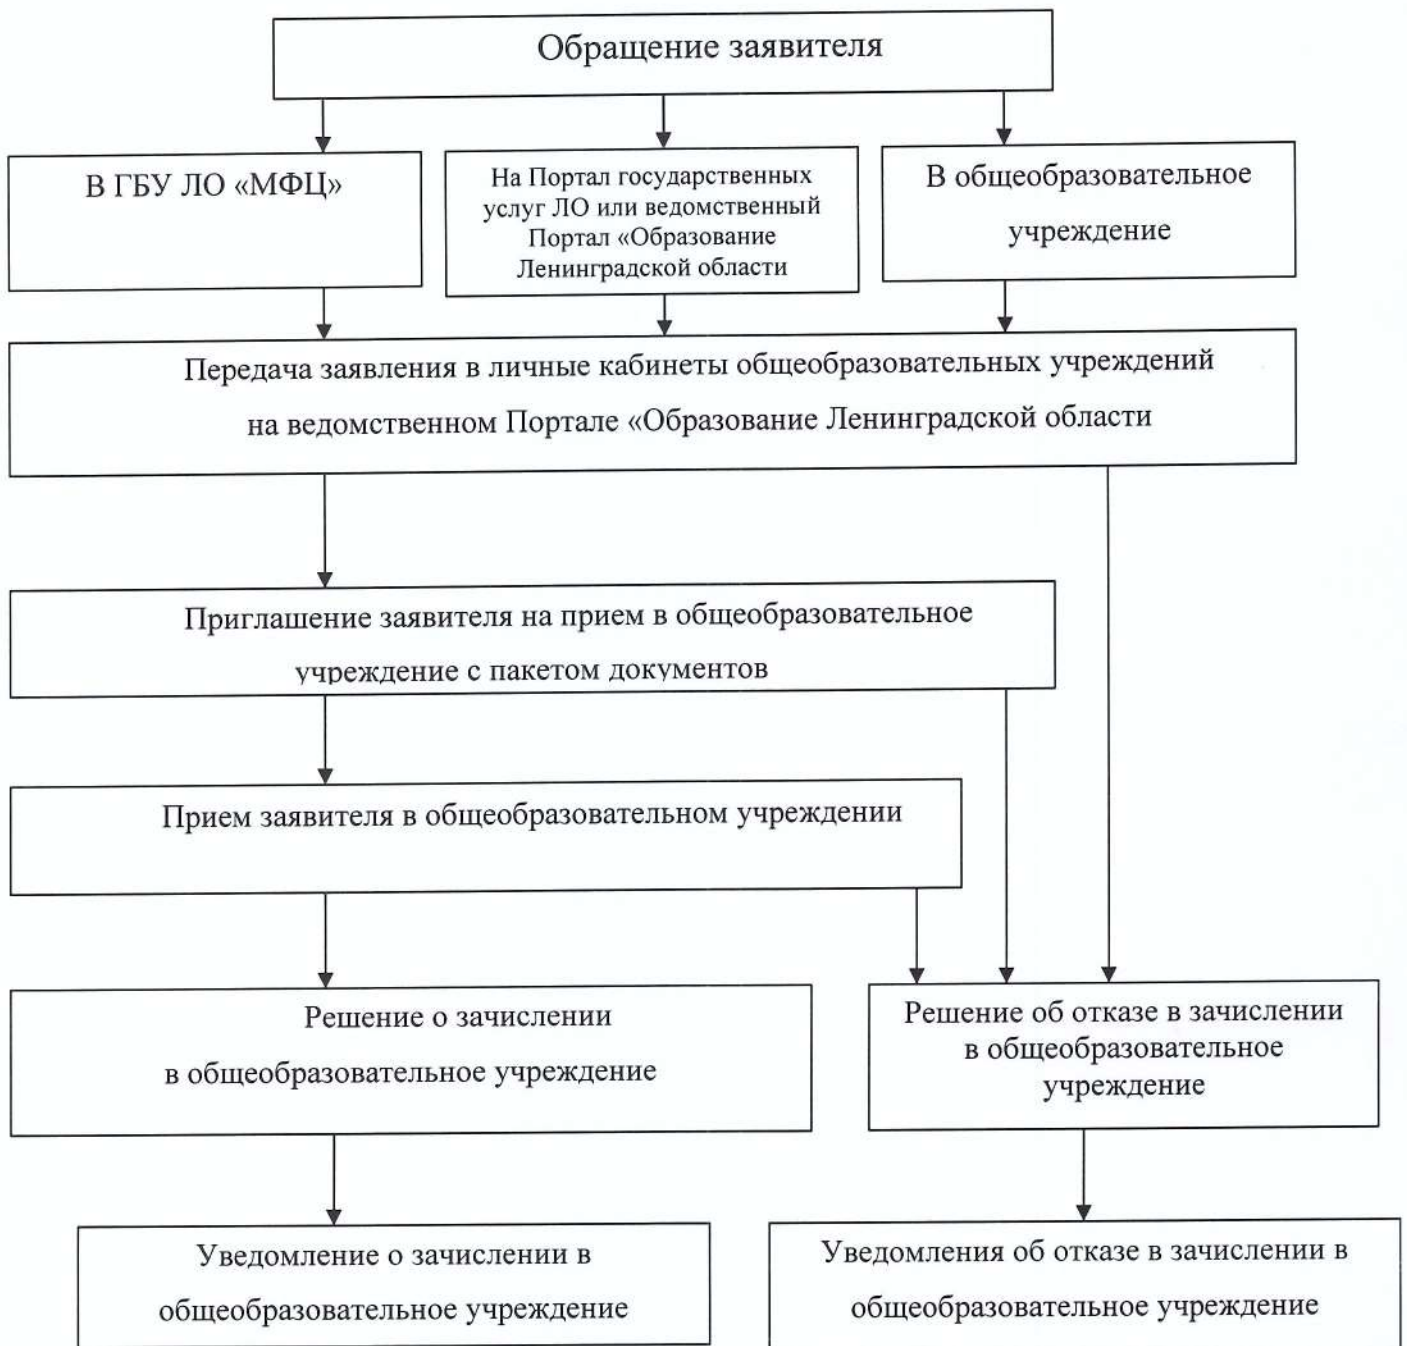 Обращение заявителя
В ГБУ ЛО «МФЦ»
На Портал государственных
услуг ЛО или ведомственный
Портал «Образование
Ленинградской области
В общеобразовательное
учреждение
Передача заявления в личные кабинеты общеобразовательных учреждений
на ведомственном Портале «Образование Ленинградской области
Приглашение заявителя на прием в общеобразовательное
учреждение с пакетом документов
Прием заявителя в общеобразовательном учреждении
Решение о зачислении
в общеобразовательное учреждение
Решение об отказе в зачислении
в общеобразовательное
учреждение
Уведомление о зачислении в
общеобразовательное учреждение
Уведомления об отказе в зачислении в
общеобразовательное учреждение